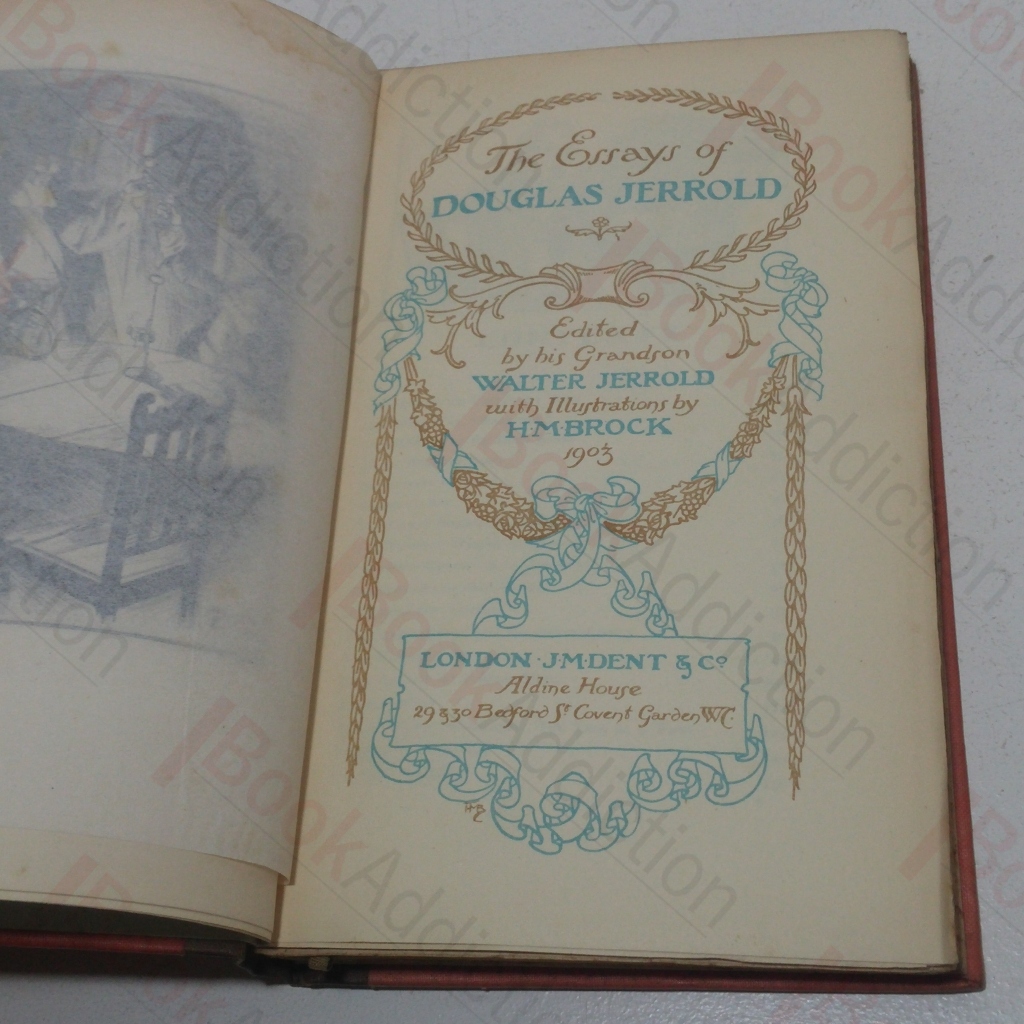 The Essays of
DOUGLAS JERROLD
Edited
by his Grandson
WALTER JERROLD
with Illustrations by
H·M·BROCK
1903
LONDON·J·M·DENT & Cº
Aldine House
29 & 30 Bedford Sᵗ Covent Garden, W.C.
BookAddiction